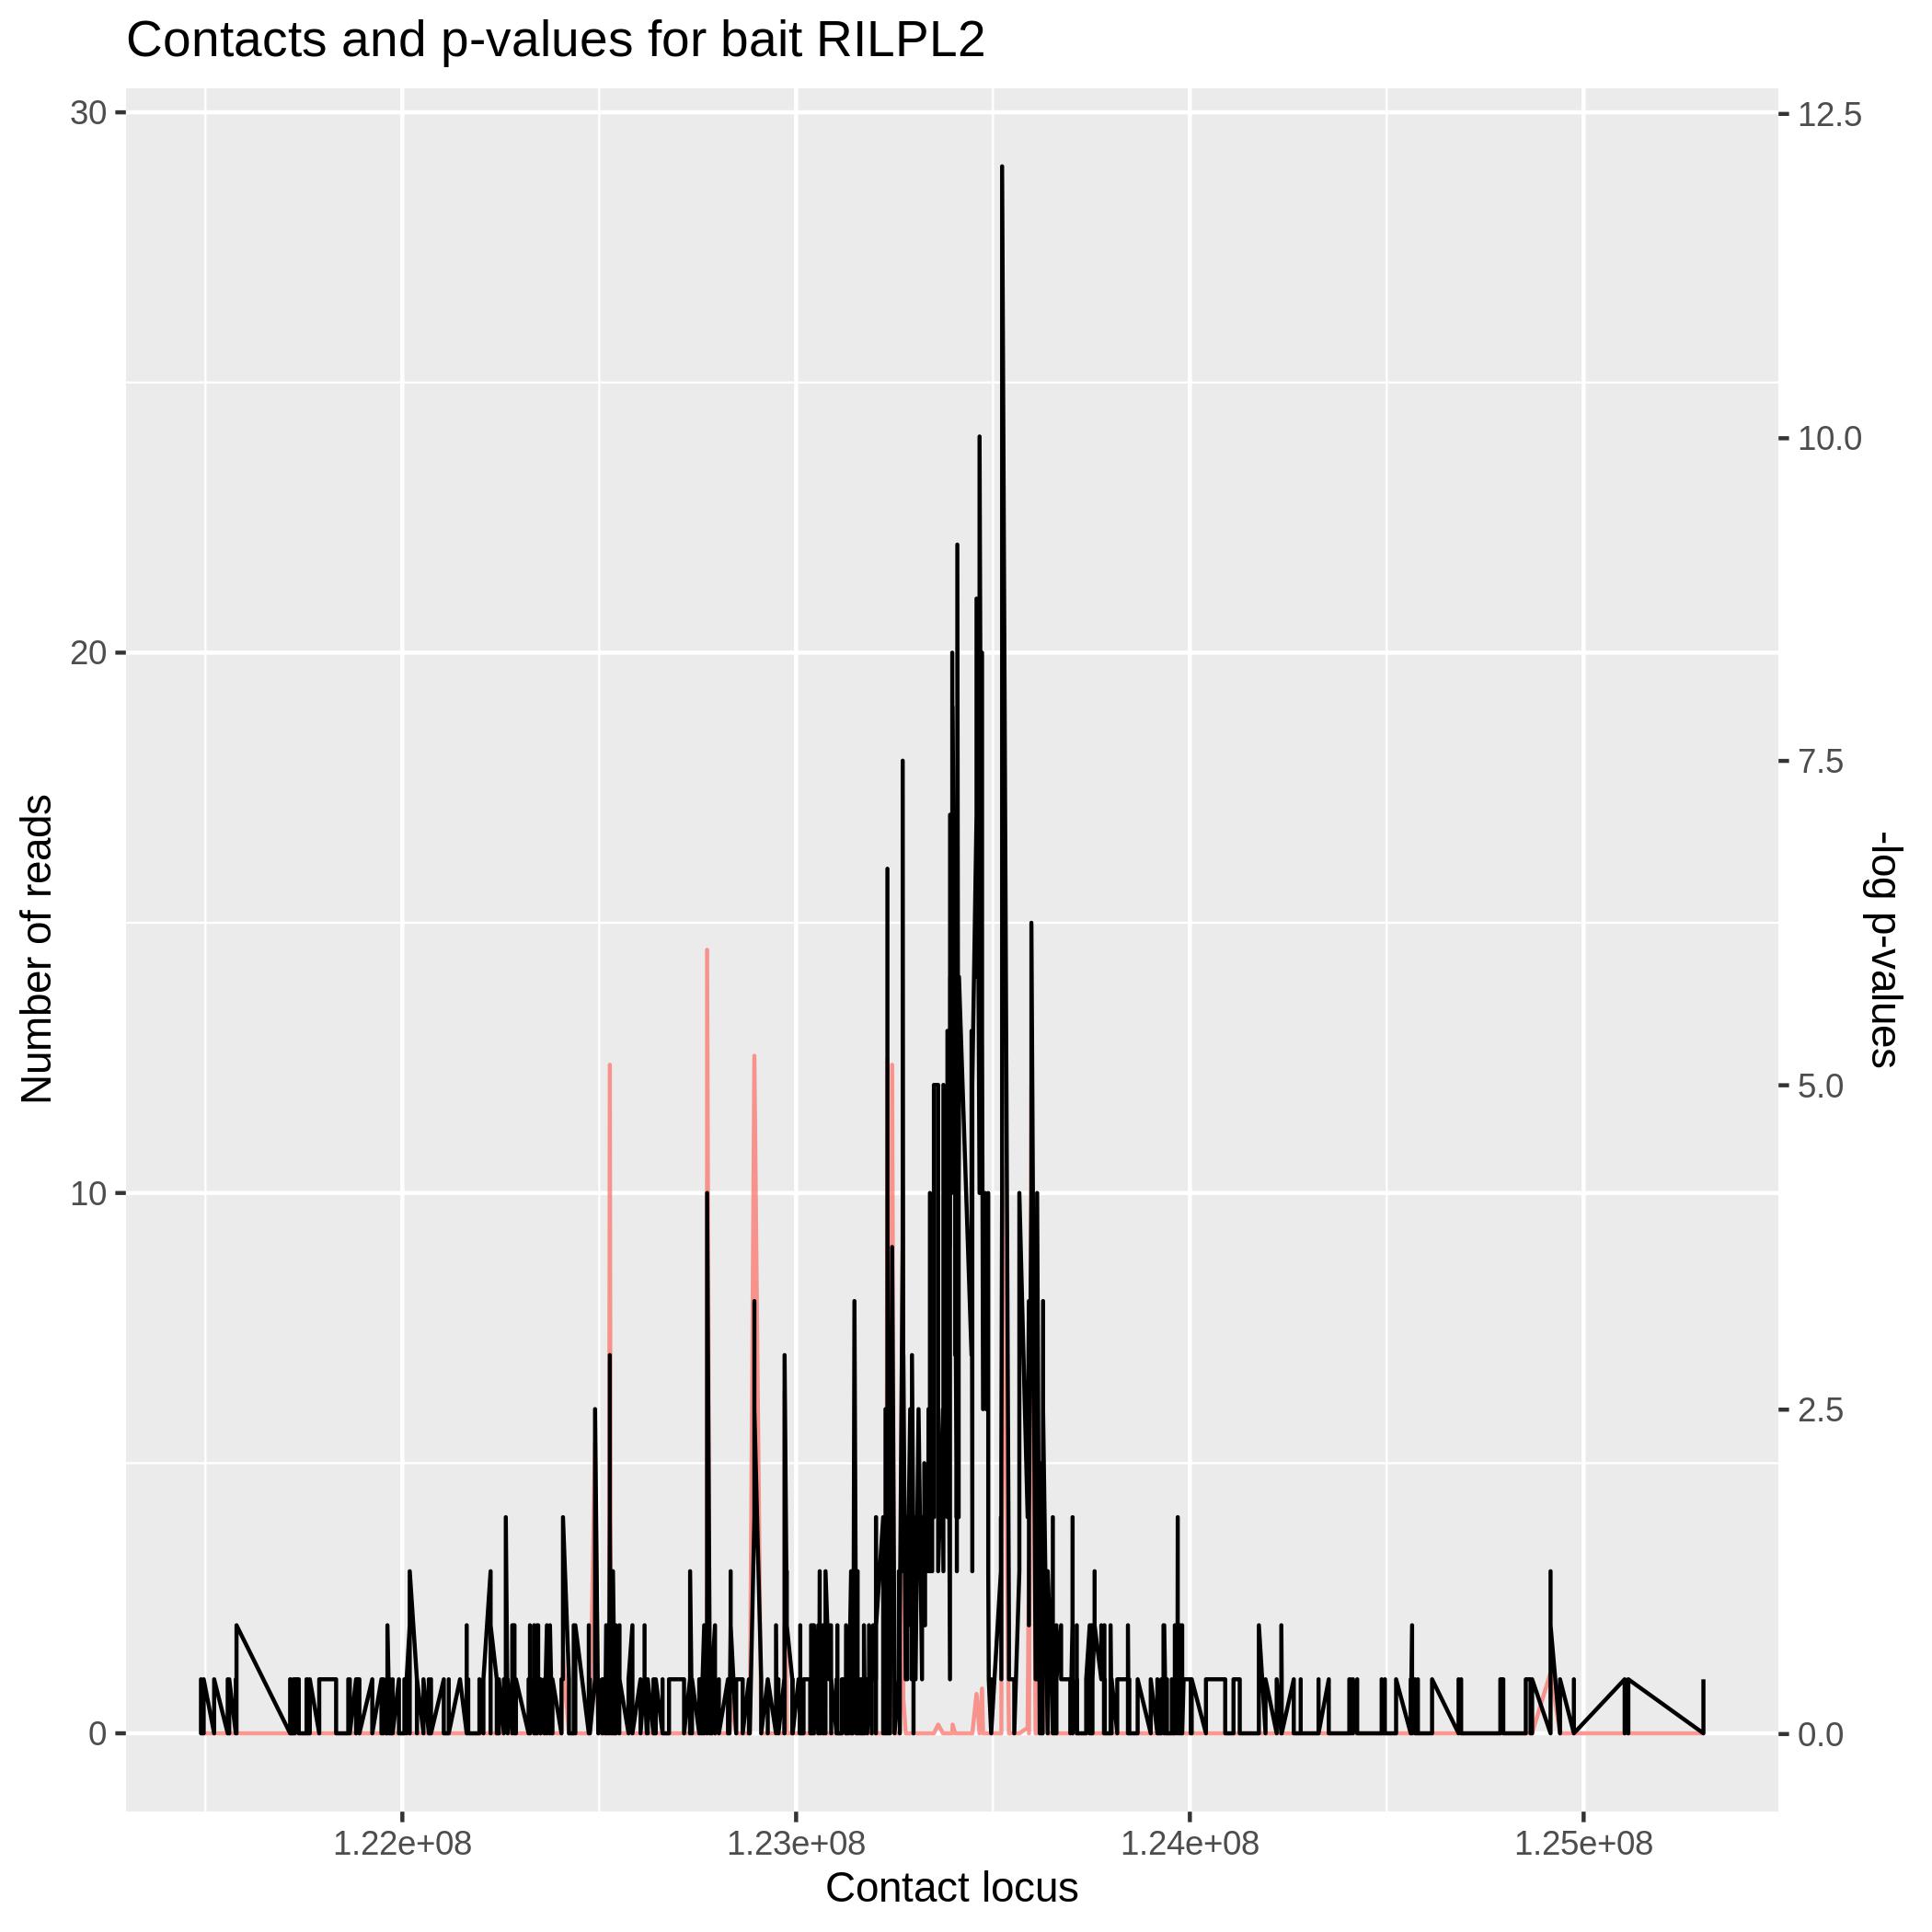 Contacts and p-values for bait RILPL2
30
20
10
0
12.5
10.0
7.5
5.0
2.5
0.0
Number of reads
-log p-values
1.22e+08
1.23e+08
1.24e+08
1.25e+08
Contact locus